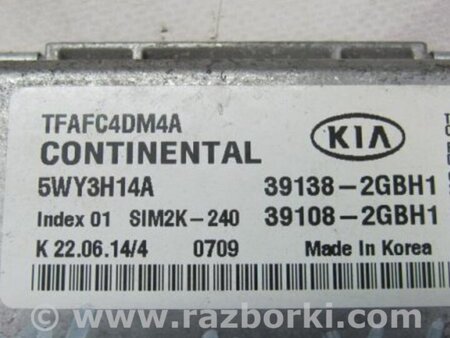 TFAFC4DM4A
CONTINENTAL
KIA
5WY3H14A 39138-2GBH1
Index 01 SIM2K-240 39108-2GBH1
K 22.06.14/4 0709 Made In Korea
www.razborki.com